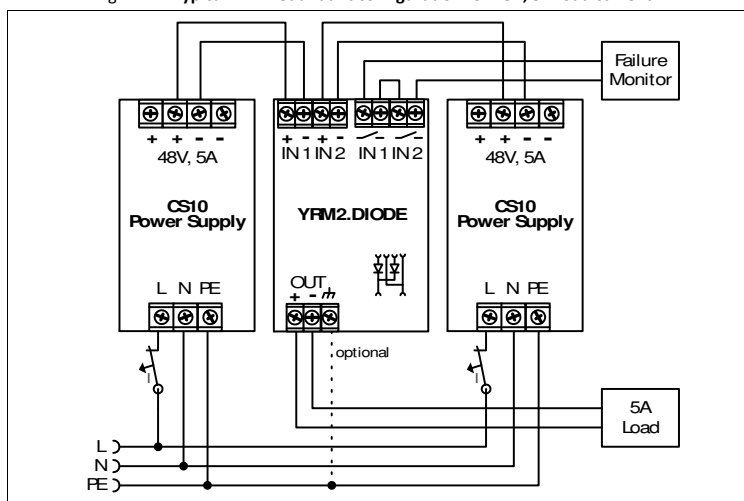 Failure
Monitor
+ + - -
48V, 5A
CS10
Power Supply
L N PE
+ - + -
IN 1 IN 2 IN 1 IN 2
YRM2.DIODE
OUT
+ -
optional
+ + - -
48V, 5A
CS10
Power Supply
L N PE
I
I
5A
Load
L
N
PE